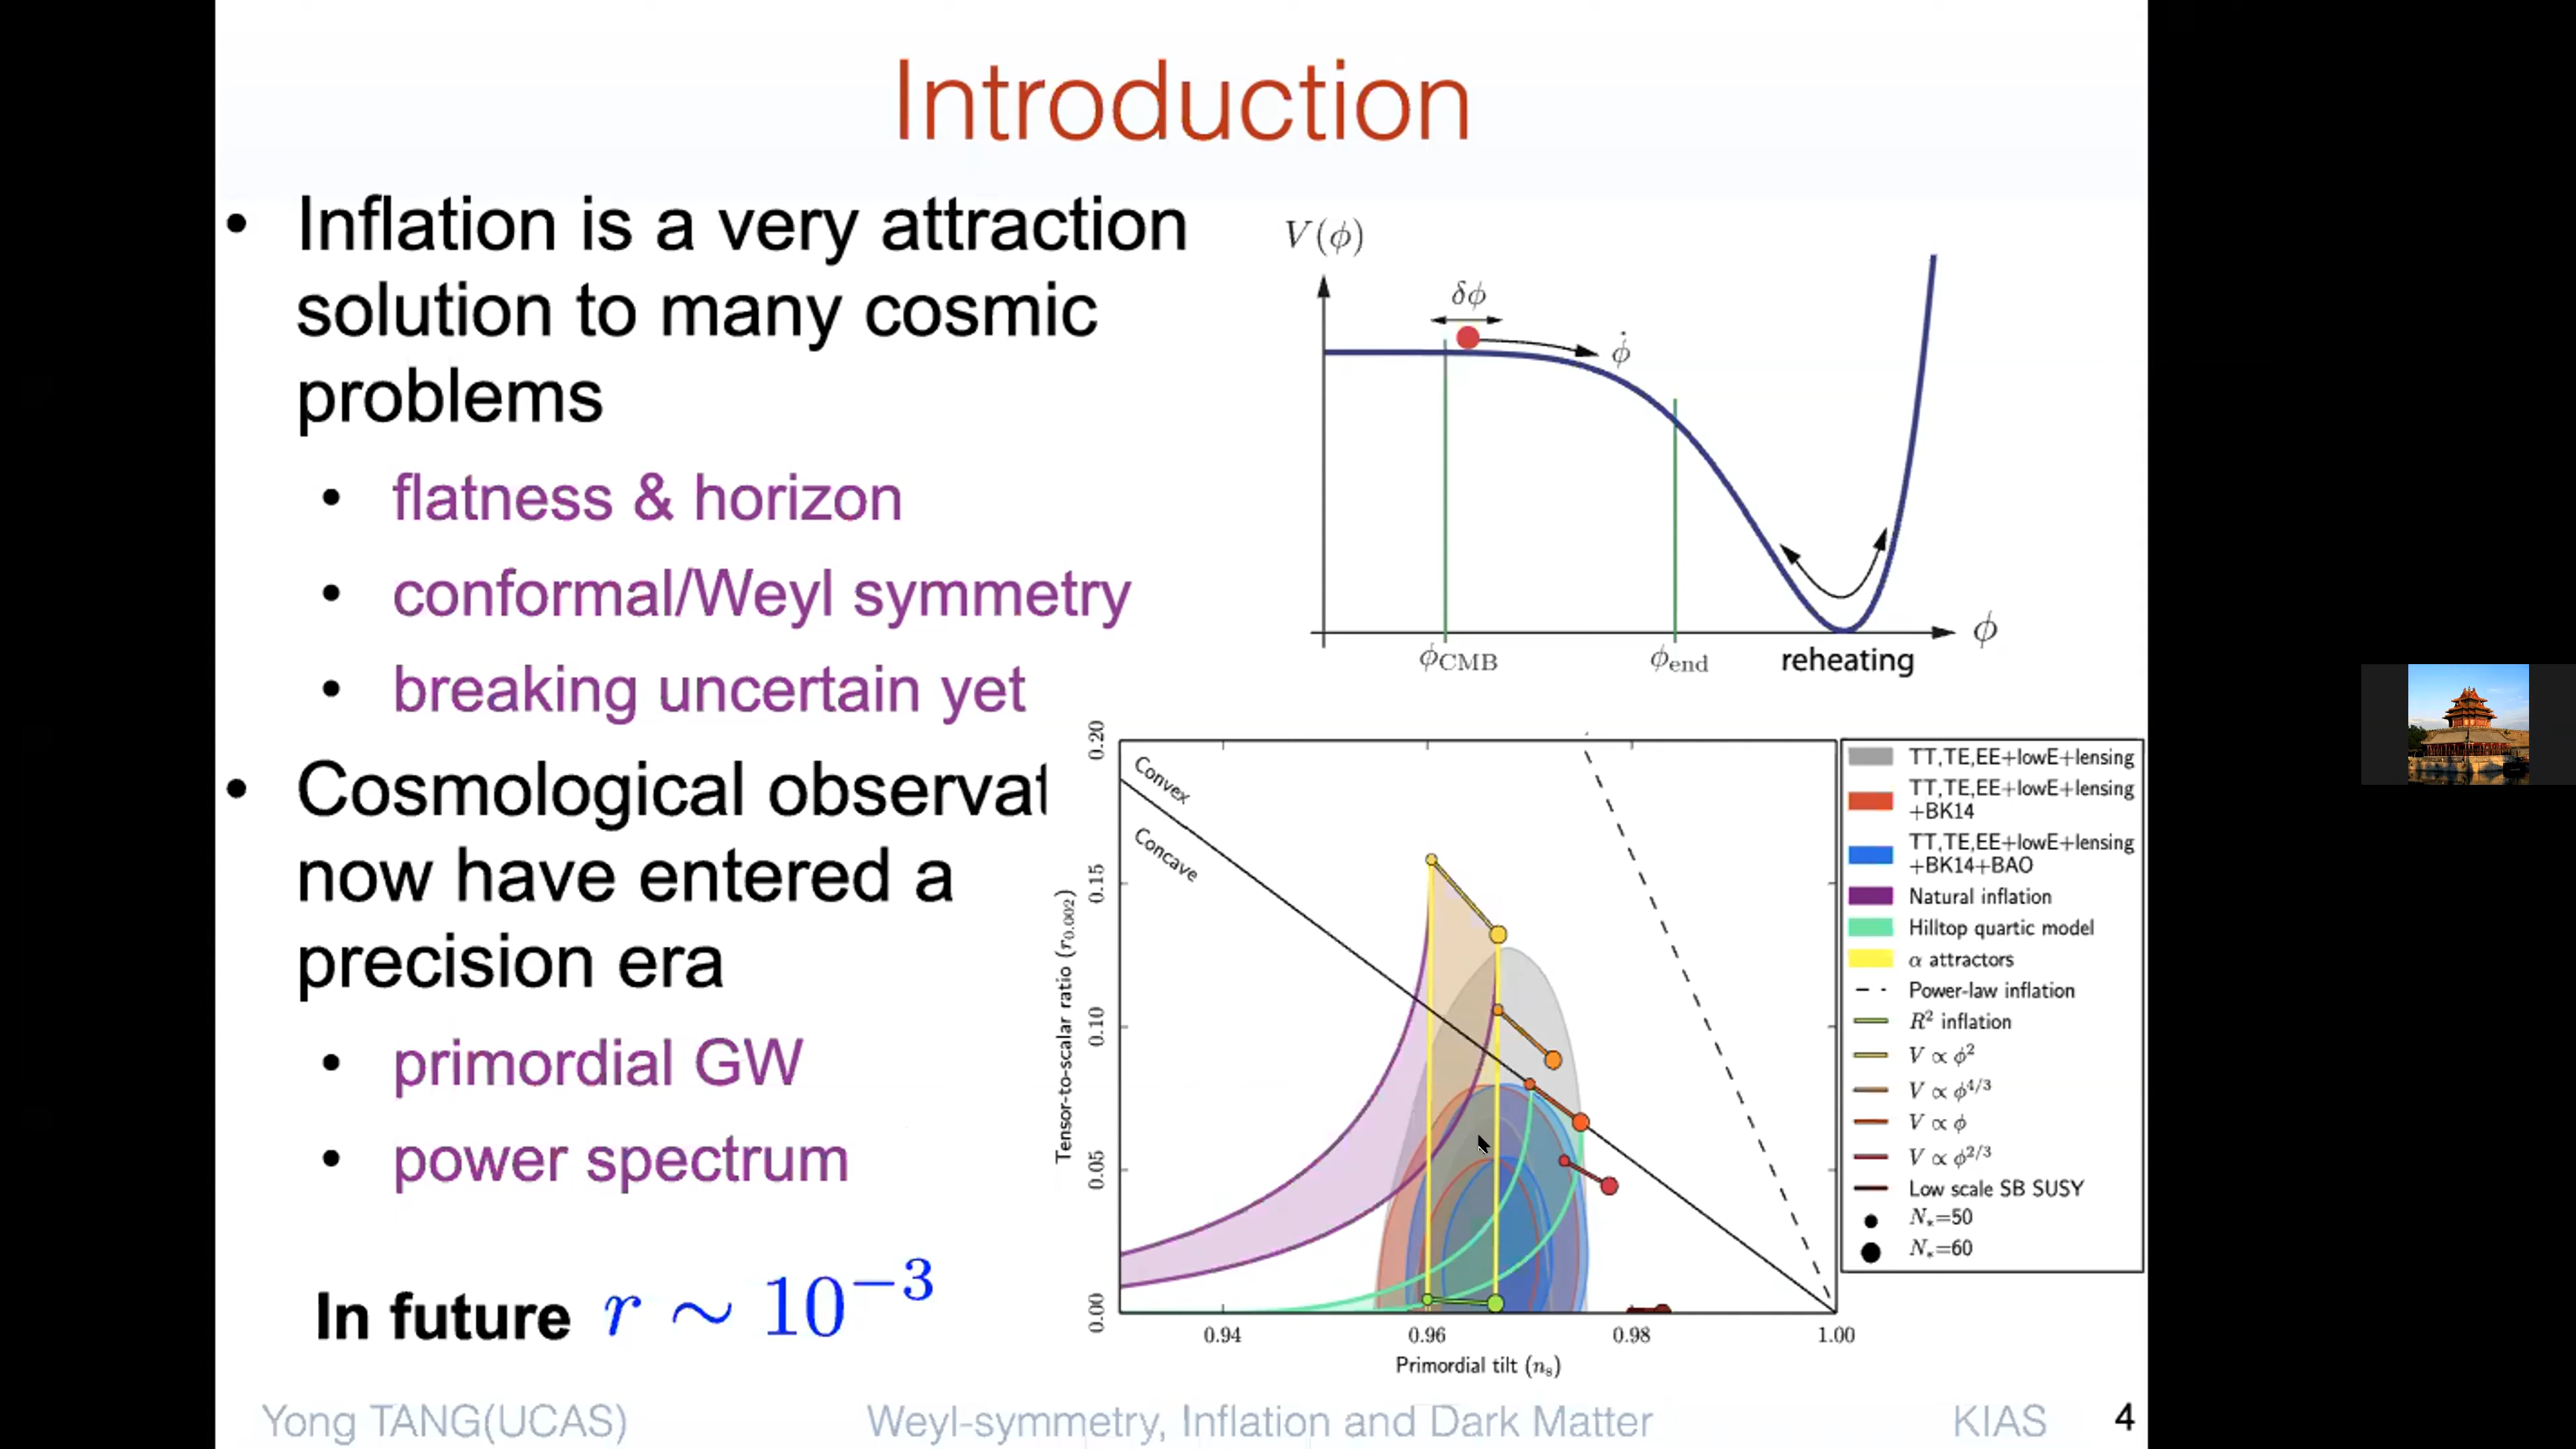 Introduction
• Inflation is a very attraction
solution to many cosmic
problems
• flatness & horizon
• conformal/Weyl symmetry
• breaking uncertain yet
• Cosmological observat
now have entered a
precision era
• primordial GW
• power spectrum
In future r ∼ 10⁻³
V(ϕ)
δϕ
ϕ̇
ϕ
ϕCMB
ϕend
reheating
Convex
Concave
Tensor-to-scalar ratio (r0.002)
0.20
0.15
0.10
0.05
0.00
0.94
0.96
0.98
1.00
Primordial tilt (ns)
TT,TE,EE+lowE+lensing
TT,TE,EE+lowE+lensing
+BK14
TT,TE,EE+lowE+lensing
+BK14+BAO
Natural inflation
Hilltop quartic model
α attractors
Power-law inflation
R² inflation
V ∝ ϕ²
V ∝ ϕ^4/3
V ∝ ϕ
V ∝ ϕ^2/3
Low scale SB SUSY
N*=50
N*=60
Yong TANG(UCAS)
Weyl-symmetry, Inflation and Dark Matter
KIAS
4